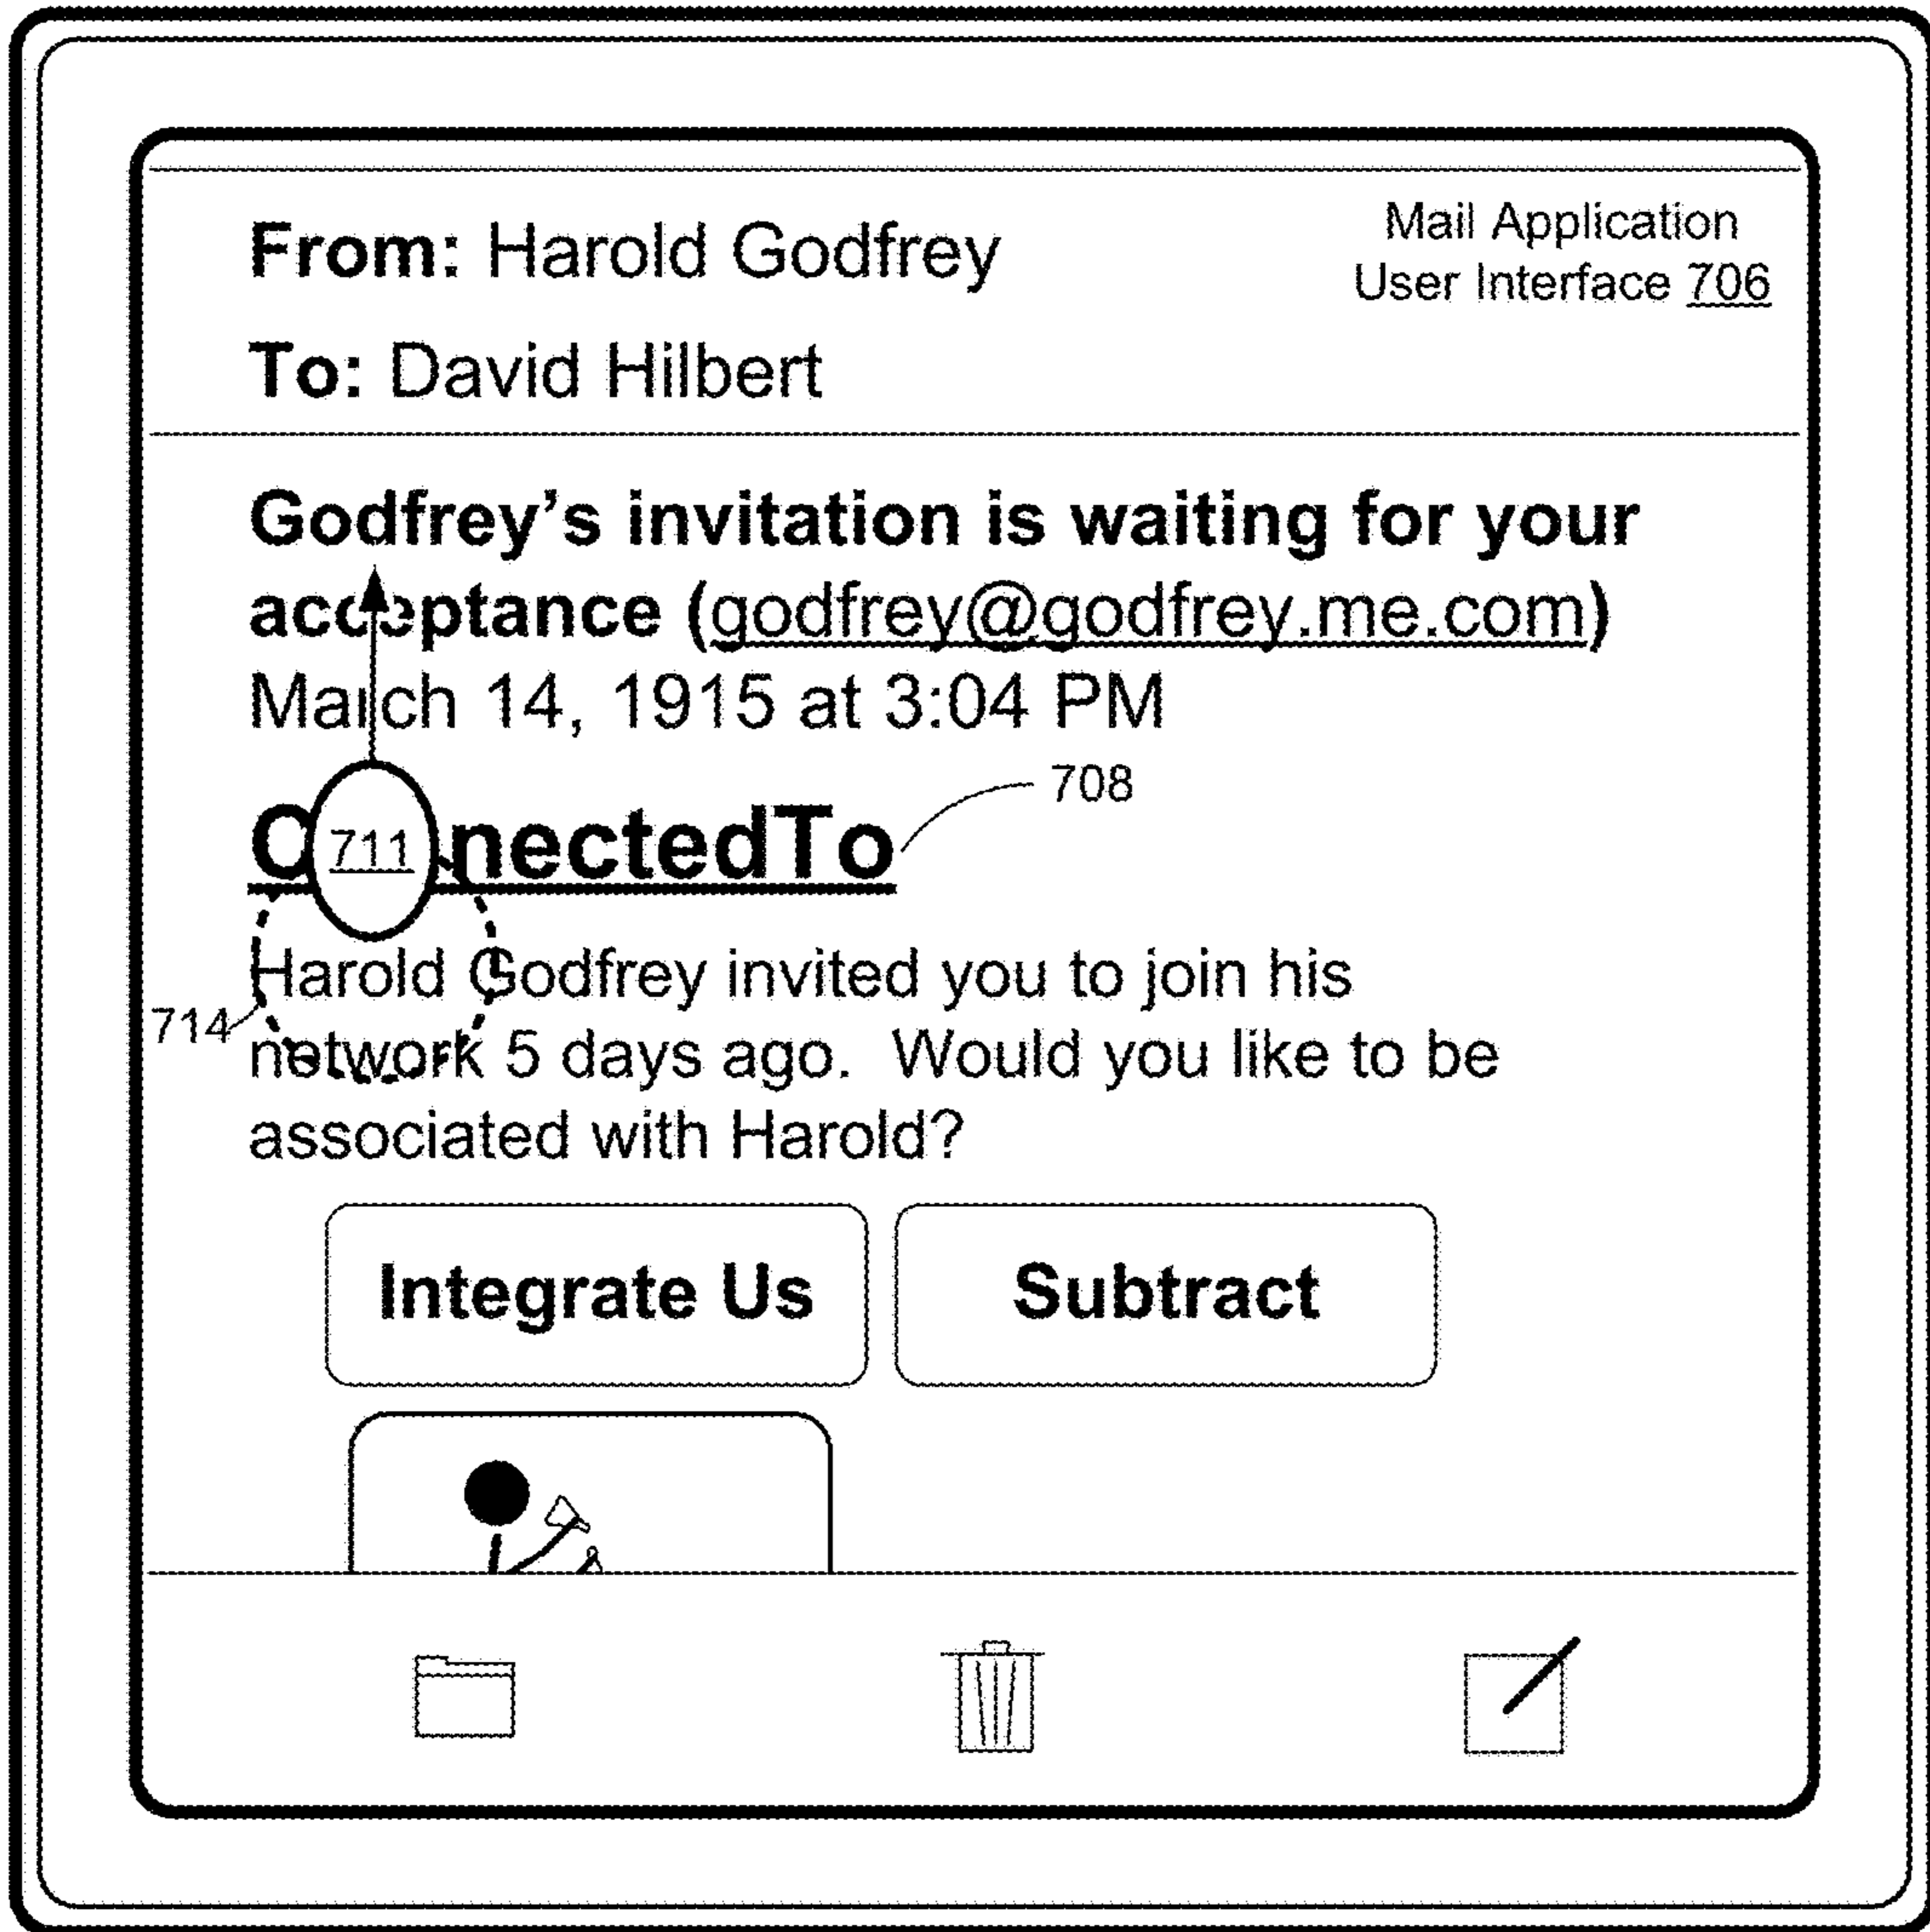 From: Harold Godfrey
Mail Application
User Interface 706
To: David Hilbert
Godfrey's invitation is waiting for your
acceptance (godfrey@godfrey.me.com)
March 14, 1915 at 3:04 PM
708
C 711 nnectedTo
Harold Godfrey invited you to join his
714
network 5 days ago. Would you like to be
associated with Harold?
Integrate Us
Subtract